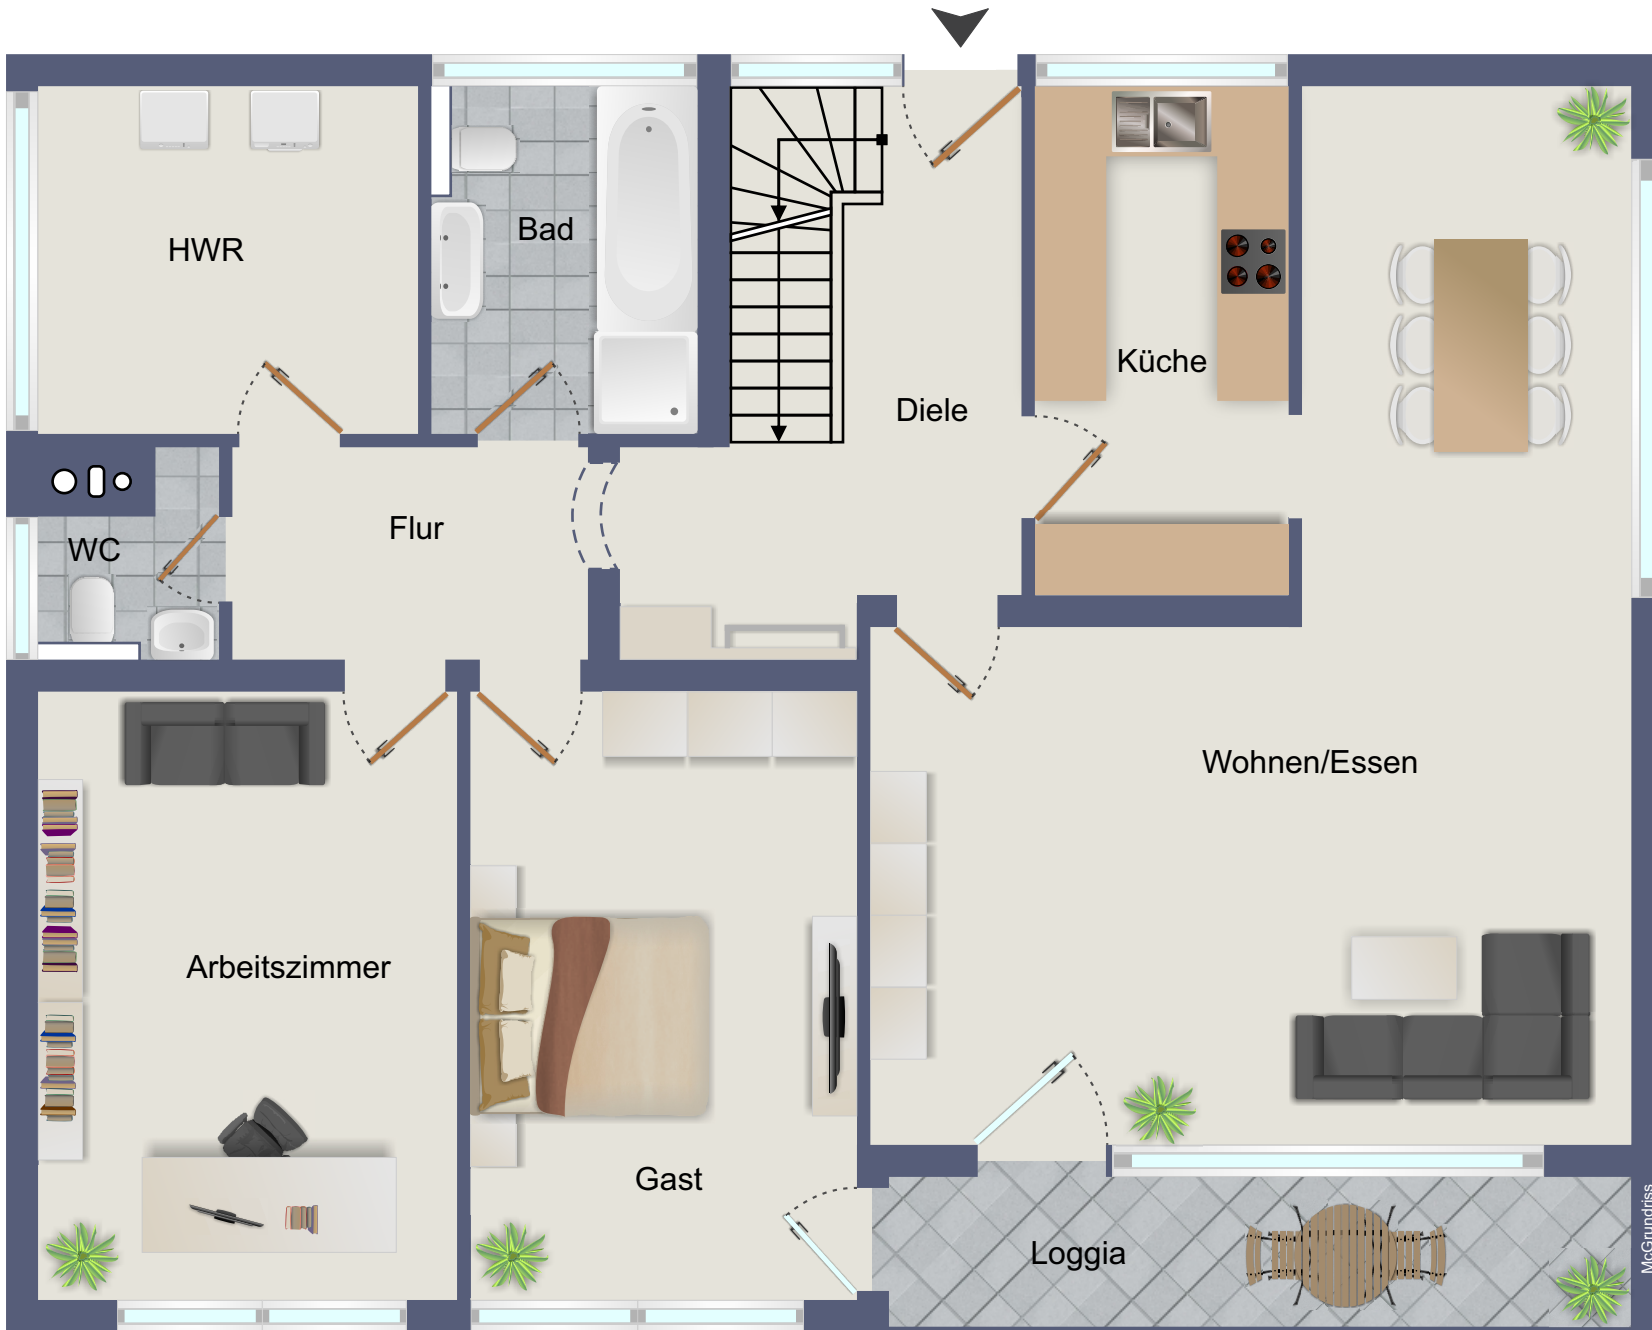 HWR
Bad
Küche
Diele
Flur
WC
Wohnen/Essen
Arbeitszimmer
Gast
Loggia
McGrundriss